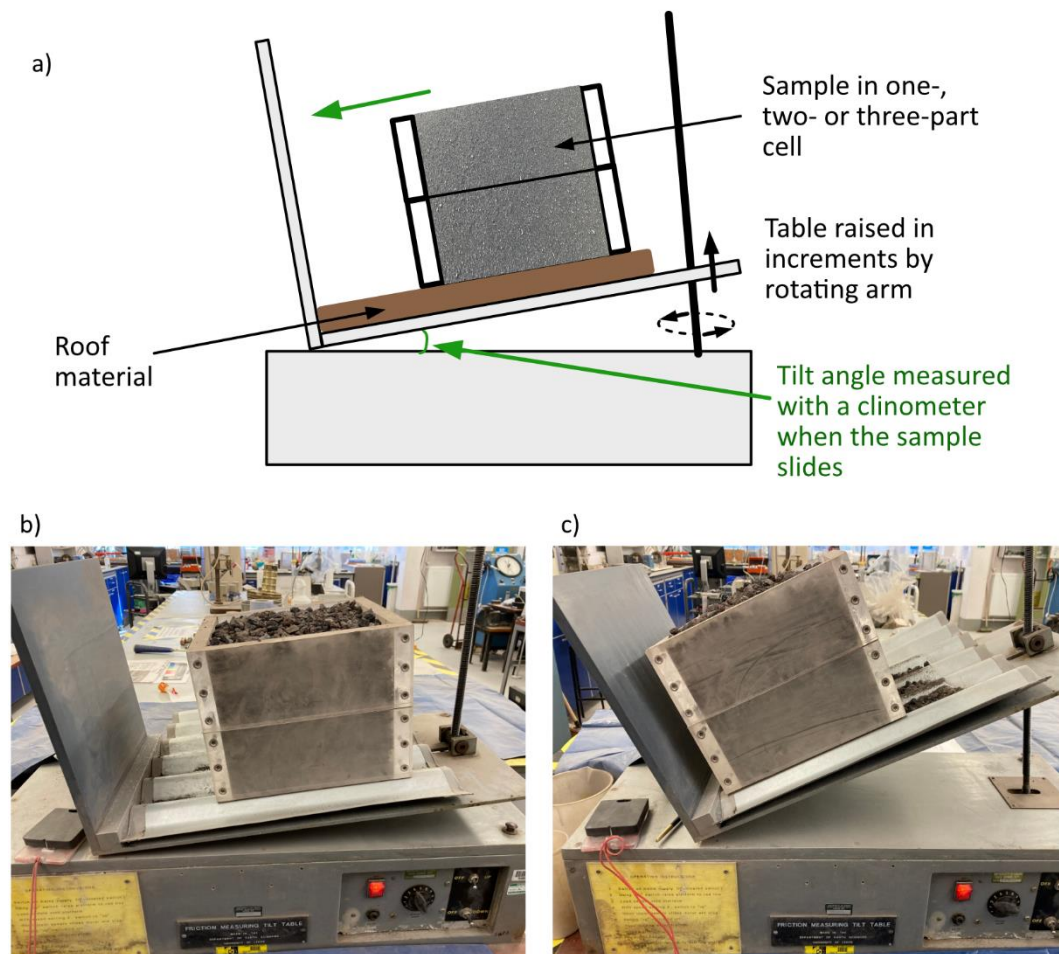 a)
Sample in one-,
two- or three-part
cell
Table raised in
increments by
rotating arm
Roof
material
Tilt angle measured
with a clinometer
when the sample
slides
b)
c)
FRICTION MEASURING TILT TABLE
FRICTION MEASURING TILT TABLE